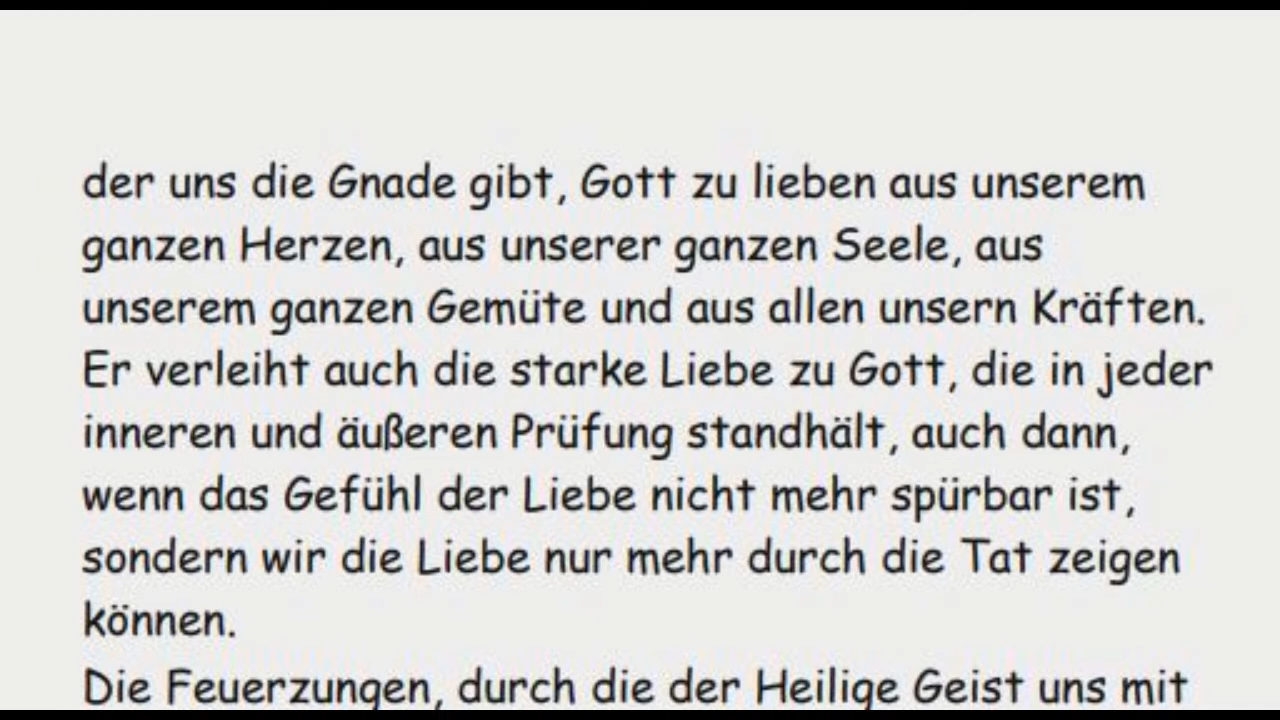 der uns die Gnade gibt, Gott zu lieben aus unserem
ganzen Herzen, aus unserer ganzen Seele, aus
unserem ganzen Gemüte und aus allen unsern Kräften.
Er verleiht auch die starke Liebe zu Gott, die in jeder
inneren und äußeren Prüfung standhält, auch dann,
wenn das Gefühl der Liebe nicht mehr spürbar ist,
sondern wir die Liebe nur mehr durch die Tat zeigen
können.
Die Feuerzungen, durch die der Heilige Geist uns mit